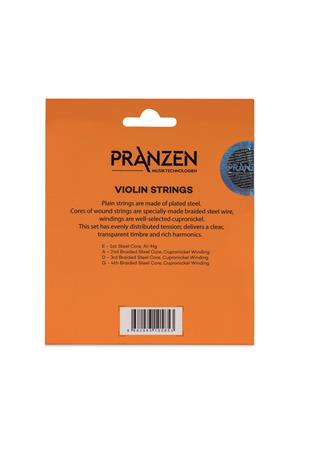 PRANZEN
MUSIKTECHNOLOGIEN
VIOLIN STRINGS
Plain strings are made of plated steel.
Cores of wound strings are specially-made braided steel wire,
windings are well-selected cupronickel.
This set has evenly distributed tension; delivers a clear,
transparent timbre and rich harmonics.
E - 1st Steel Core, Al-Mg
A - 2nd Braided Steel Core, Cupronickel Winding
D - 3rd Braided Steel Core, Cupronickel Winding
G - 4th Braided Steel Core, Cupronickel Winding